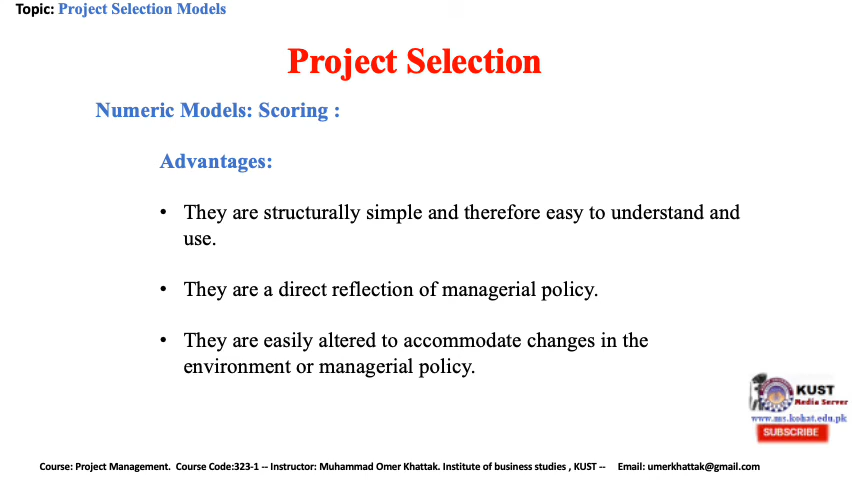 Topic: Project Selection Models
Project Selection
Numeric Models: Scoring :
Advantages:
• They are structurally simple and therefore easy to understand and
use.
• They are a direct reflection of managerial policy.
• They are easily altered to accommodate changes in the
environment or managerial policy.
KUST
Media Server
www.ms.kohat.edu.pk
SUBSCRIBE
Course: Project Management. Course Code:323-1 -- Instructor: Muhammad Omer Khattak. Institute of business studies , KUST -- Email: umerkhattak@gmail.com